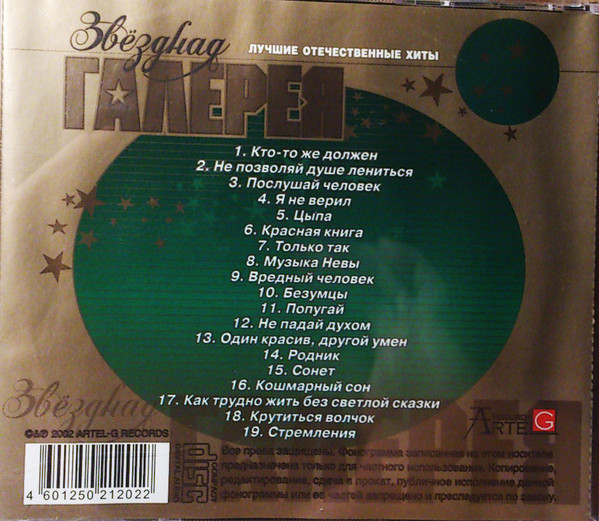 Звёздная
ГАЛЕРЕЯ
ЛУЧШИЕ ОТЕЧЕСТВЕННЫЕ ХИТЫ
1. Кто-то же должен
2. Не позволяй душе лениться
3. Послушай человек
4. Я не верил
5. Цыпа
6. Красная книга
7. Только так
8. Музыка Невы
9. Вредный человек
10. Безумцы
11. Попугай
12. Не падай духом
13. Один красив, другой умен
14. Родник
15. Сонет
16. Кошмарный сон
17. Как трудно жить без светлой сказки
18. Крутиться волчок
19. Стремления
Звёздная
©&℗ 2002 ARTEL-G RECORDS
ARTEL G
COMPACT
disc
DIGITAL AUDIO
Все права защищены. Фонограмма записанная на этом носителе
предназначена только для частного использования. Копирование,
редактирование, сдача в прокат, публичное исполнение данной
фонограммы или ее частей запрещено и преследуется по закону.
4 601250 212022